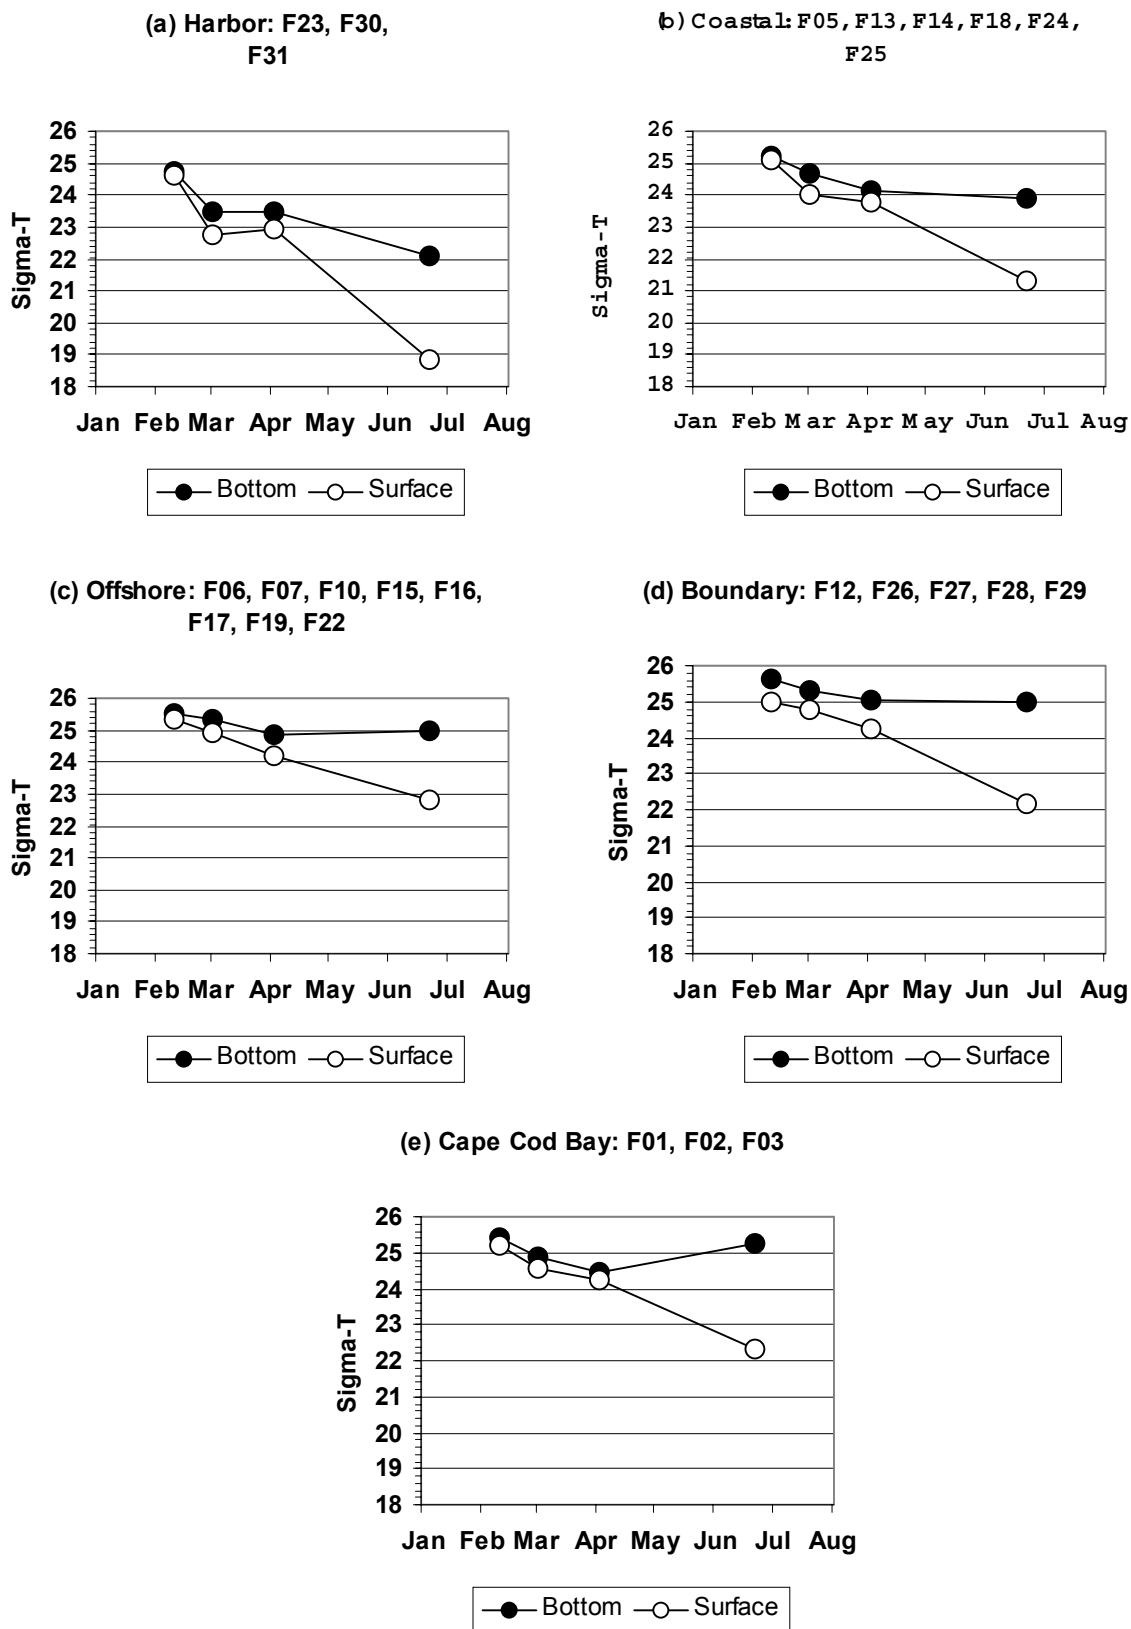 (a) Harbor: F23, F30,
F31
26
25
24
23
22
21
20
19
18
Sigma-T
Jan Feb Mar Apr May Jun Jul Aug
Bottom Surface
(b) Coastal: F05, F13, F14, F18, F24,
F25
26
25
24
23
22
21
20
19
18
Sigma-T
Jan Feb Mar Apr May Jun Jul Aug
Bottom Surface
(c) Offshore: F06, F07, F10, F15, F16,
F17, F19, F22
26
25
24
23
22
21
20
19
18
Sigma-T
Jan Feb Mar Apr May Jun Jul Aug
Bottom Surface
(d) Boundary: F12, F26, F27, F28, F29
26
25
24
23
22
21
20
19
18
Sigma-T
Jan Feb Mar Apr May Jun Jul Aug
Bottom Surface
(e) Cape Cod Bay: F01, F02, F03
26
25
24
23
22
21
20
19
18
Sigma-T
Jan Feb Mar Apr May Jun Jul Aug
Bottom Surface